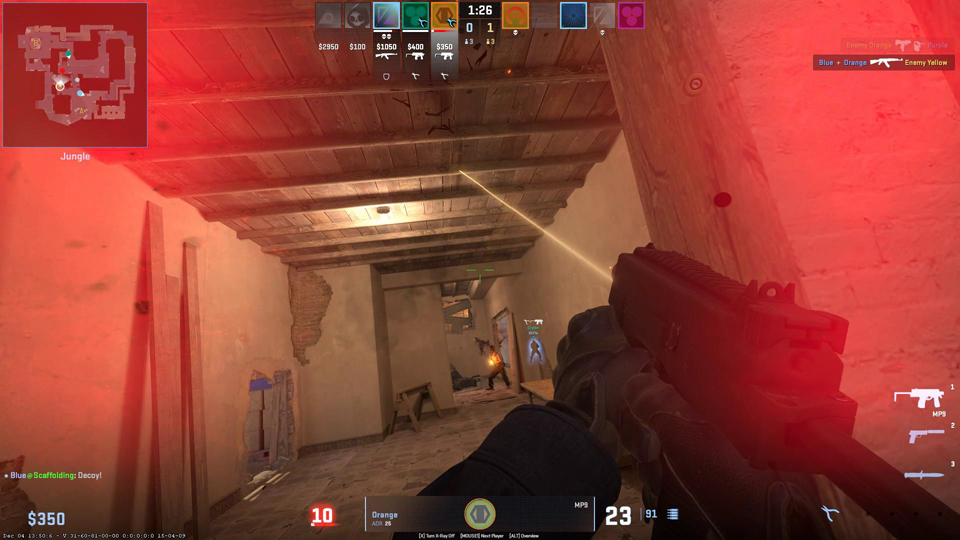 1:26
0 1
3 3
$2950 $100 $1050 $400 $350
Enemy Orange Purple
Blue + Orange Enemy Yellow
Jungle
1
MP9
2
3
Blue@Scaffolding: Decoy!
$350
10
Orange
ADR 25
MP9
23 91
[X] Turn X-Ray Off [MOUSE1] Next Player [ALT] Overview